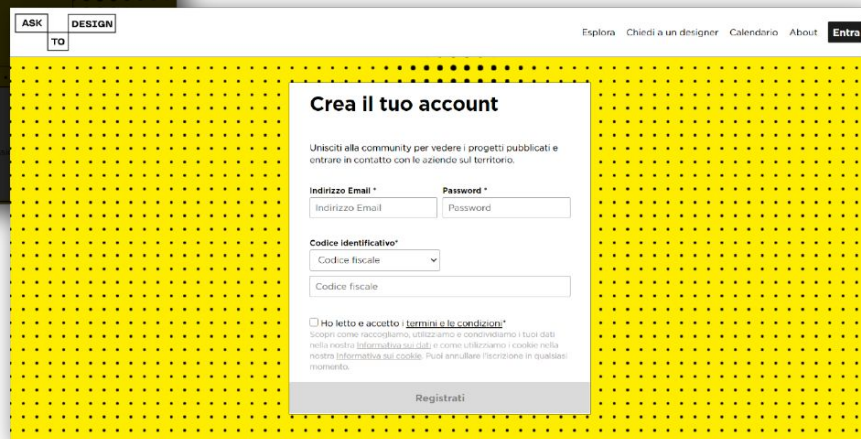 ASK DESIGN
TO
Esplora Chiedi a un designer Calendario About Entra
Crea il tuo account
Unisciti alla community per vedere i progetti pubblicati e
entrare in contatto con le aziende sul territorio.
Indirizzo Email * Password *
Indirizzo Email Password
Codice identificativo*
Codice fiscale
Codice fiscale
Ho letto e accetto i termini e le condizioni*
Scopri come raccogliamo, utilizziamo e condividiamo i tuoi dati
nella nostra Informativa sui dati e come utilizziamo i cookie nella
nostra Informativa sui cookie. Puoi annullare l'iscrizione in qualsiasi
momento.
Registrati